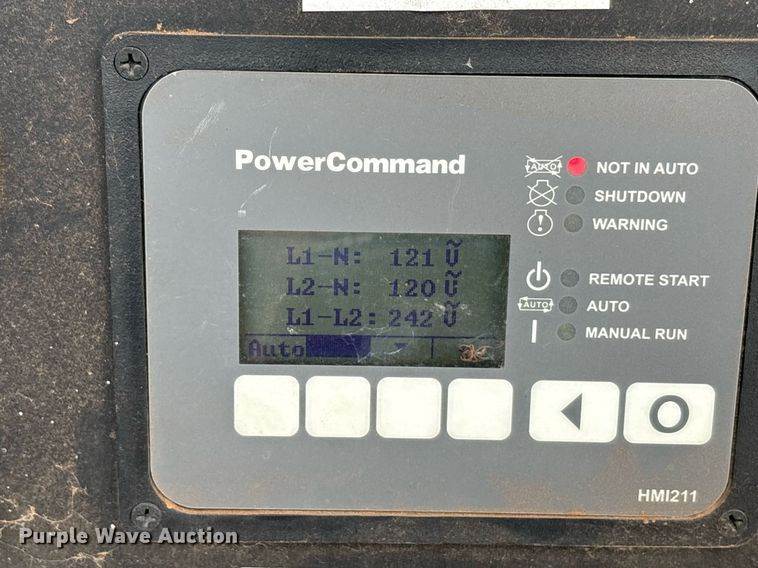 PowerCommand
AUTO NOT IN AUTO
SHUTDOWN
! WARNING
L1-N: 121 V
L2-N: 120 V
L1-L2: 242 V
Auto
REMOTE START
AUTO AUTO
I MANUAL RUN
O
HMI211
Purple Wave Auction